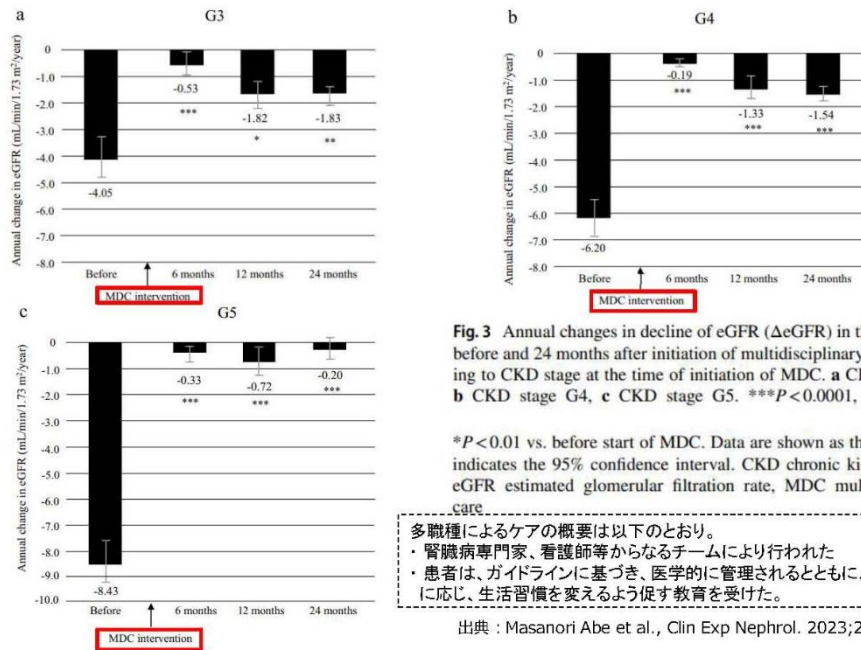 a
G3
Annual change in eGFR (mL/min/1.73 m²/year)
0
-1.0
-2.0
-3.0
-4.0
-5.0
-6.0
-7.0
-8.0
-4.05
-0.53
***
-1.82
*
-1.83
**
Before
6 months
12 months
24 months
MDC intervention
b
G4
Annual change in eGFR (mL/min/1.73 m²/year)
0
-1.0
-2.0
-3.0
-4.0
-5.0
-6.0
-7.0
-8.0
-6.20
-0.19
***
-1.33
***
-1.54
***
Before
6 months
12 months
24 months
MDC intervention
c
G5
Annual change in eGFR (mL/min/1.73 m²/year)
0
-1.0
-2.0
-3.0
-4.0
-5.0
-6.0
-7.0
-8.0
-9.0
-10.0
-8.43
-0.33
***
-0.72
***
-0.20
***
Before
6 months
12 months
24 months
MDC intervention
Fig. 3 Annual changes in decline of eGFR (ΔeGFR) in
before and 24 months after initiation of multidisciplinary
ing to CKD stage at the time of initiation of MDC. a
b CKD stage G4, c CKD stage G5. ***P<0.0001,
*P<0.01 vs. before start of MDC. Data are shown as
indicates the 95% confidence interval. CKD chronic
eGFR estimated glomerular filtration rate, MDC
care
多職種によるケアの概要は以下のとおり。
・腎臓病専門家、看護師等からなるチームにより行われた
・患者は、ガイドラインに基づき、医学的に管理されるとともに
に応じ、生活習慣を変えるよう促す教育を受けた。
出典：Masanori Abe et al., Clin Exp Nephrol. 2023;